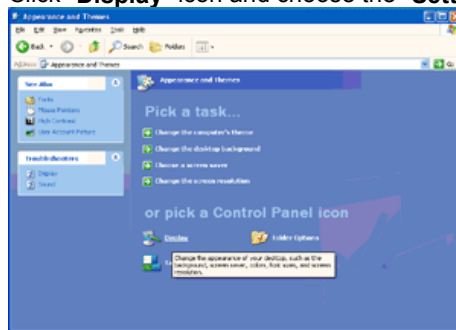 Click "Display" icon and choose the "Sett
Appearance and Themes
File Edit View Favorites Tools Help
Back Search Folders
Address Appearance and Themes Go
See Also
Fonts
Mouse Pointers
High Contrast
User Account Picture
Troubleshooters
Display
Sound
Appearance and Themes
Pick a task...
Change the computer's theme
Change the desktop background
Choose a screen saver
Change the screen resolution
or pick a Control Panel icon
Display Folder Options
Change the appearance of your desktop, such as the
background, screen saver, colors, font sizes, and screen
resolution.